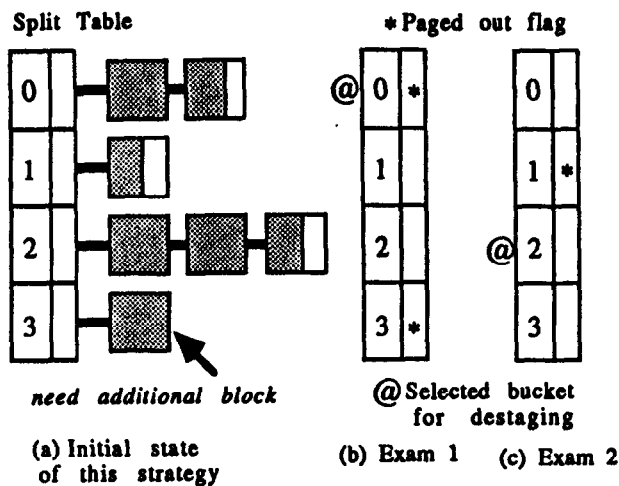 Split Table
* Paged out flag
0
1
2
3
need additional block
(a) Initial state
of this strategy
@ 0 *
1
2
3 *
0
1 *
@ 2
3
@ Selected bucket
for destaging
(b) Exam 1
(c) Exam 2